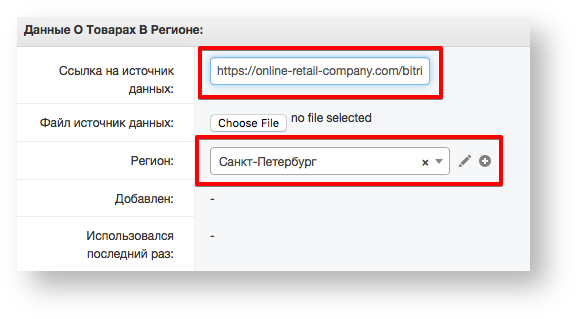 Данные О Товарах В Регионе:
Ссылка на источник данных:
https://online-retail-company.com/bitri
Файл источник данных:
Choose File no file selected
Регион:
Санкт-Петербург × 
Добавлен:
-
Использовался последний раз:
-